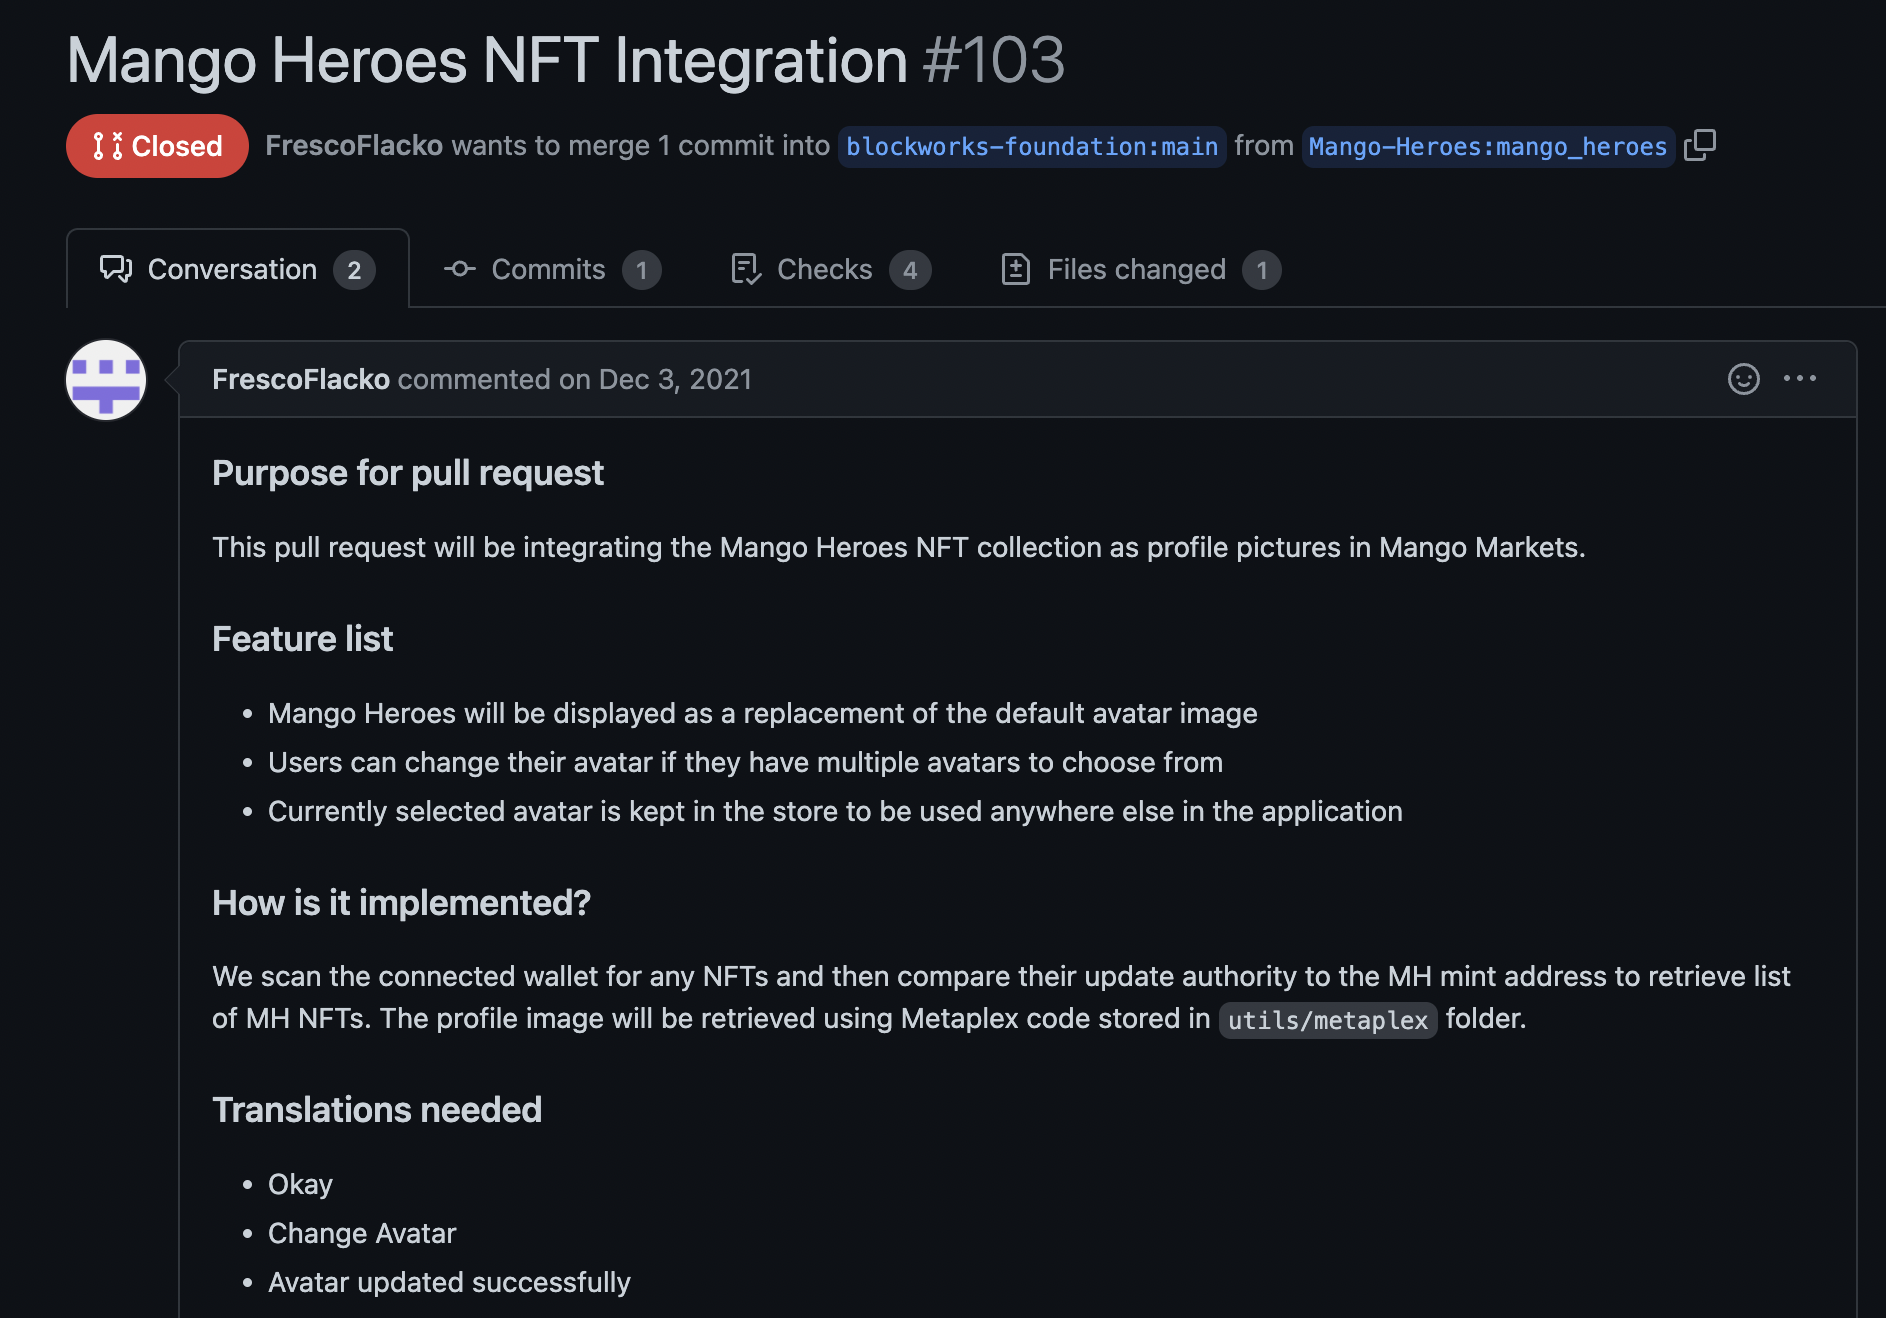 Mango Heroes NFT Integration #103
Closed FrescoFlacko wants to merge 1 commit into blockworks-foundation:main from Mango-Heroes:mango_heroes
Conversation 2 Commits 1 Checks 4 Files changed 1
FrescoFlacko commented on Dec 3, 2021
Purpose for pull request
This pull request will be integrating the Mango Heroes NFT collection as profile pictures in Mango Markets.
Feature list
• Mango Heroes will be displayed as a replacement of the default avatar image
• Users can change their avatar if they have multiple avatars to choose from
• Currently selected avatar is kept in the store to be used anywhere else in the application
How is it implemented?
We scan the connected wallet for any NFTs and then compare their update authority to the MH mint address to retrieve list
of MH NFTs. The profile image will be retrieved using Metaplex code stored in utils/metaplex folder.
Translations needed
• Okay
• Change Avatar
• Avatar updated successfully